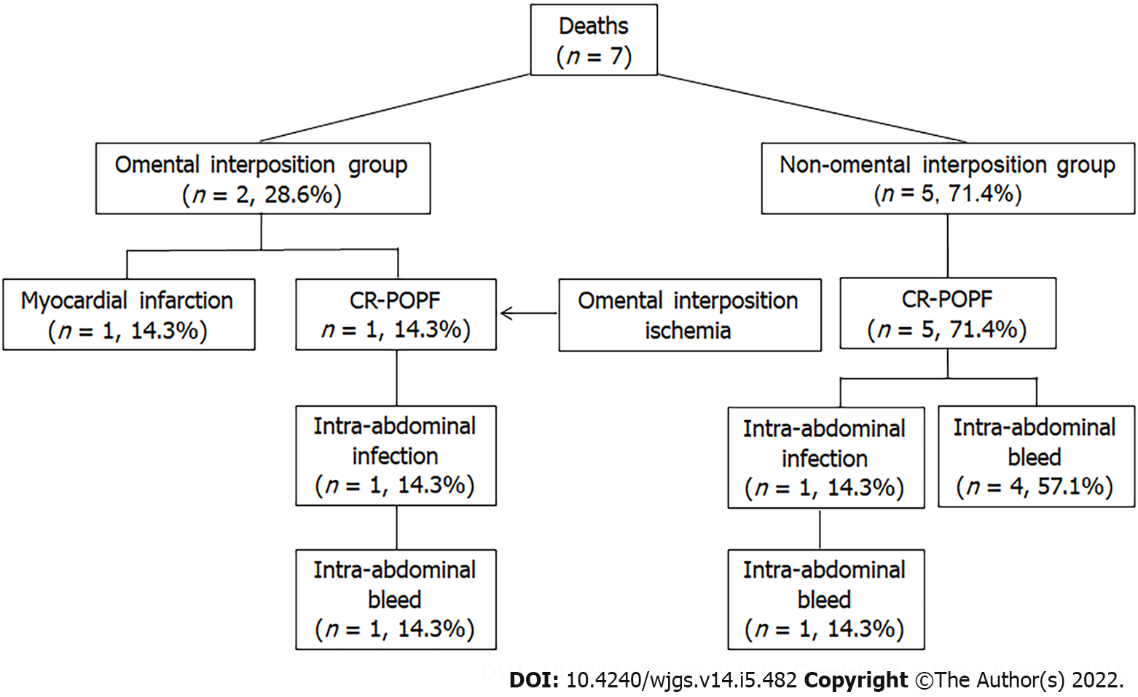 Deaths
(n = 7)
Omental interposition group
(n = 2, 28.6%)
Non-omental interposition group
(n = 5, 71.4%)
Myocardial infarction
(n = 1, 14.3%)
CR-POPF
n = 1, 14.3%)
Omental interposition
ischemia
CR-POPF
(n = 5, 71.4%)
Intra-abdominal
infection
(n = 1, 14.3%)
Intra-abdominal
infection
(n = 1, 14.3%)
Intra-abdominal
bleed
(n = 4, 57.1%)
Intra-abdominal
bleed
(n = 1, 14.3%)
Intra-abdominal
bleed
(n = 1, 14.3%)
DOI: 10.4240/wjgs.v14.i5.482 Copyright ©The Author(s) 2022.